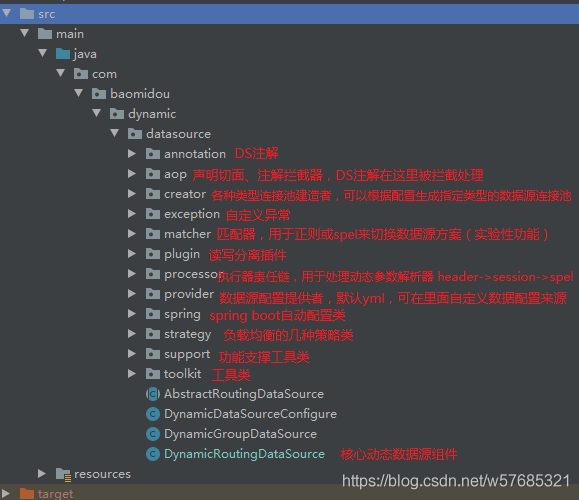 src
main
java
com
baomidou
dynamic
datasource
annotation DS注解
aop 声明切面、注解拦截器，DS注解在这里被拦截处理
creator 各种类型连接池建造者，可以根据配置生成指定类型的数据源连接池
exception 自定义异常
matcher 匹配器，用于正则或spel来切换数据源方案（实验性功能）
plugin 读写分离插件
processor 执行器责任链，用于处理动态参数解析器 header->session->spel
provider 数据源配置提供者，默认yml，可在里面自定义数据配置来源
spring spring boot自动配置类
strategy 负载均衡的几种策略类
support 功能支撑工具类
toolkit 工具类
AbstractRoutingDataSource
DynamicDataSourceConfigure
DynamicGroupDataSource
DynamicRoutingDataSource 核心动态数据源组件
resources
https://blog.csdn.net/w57685321
target